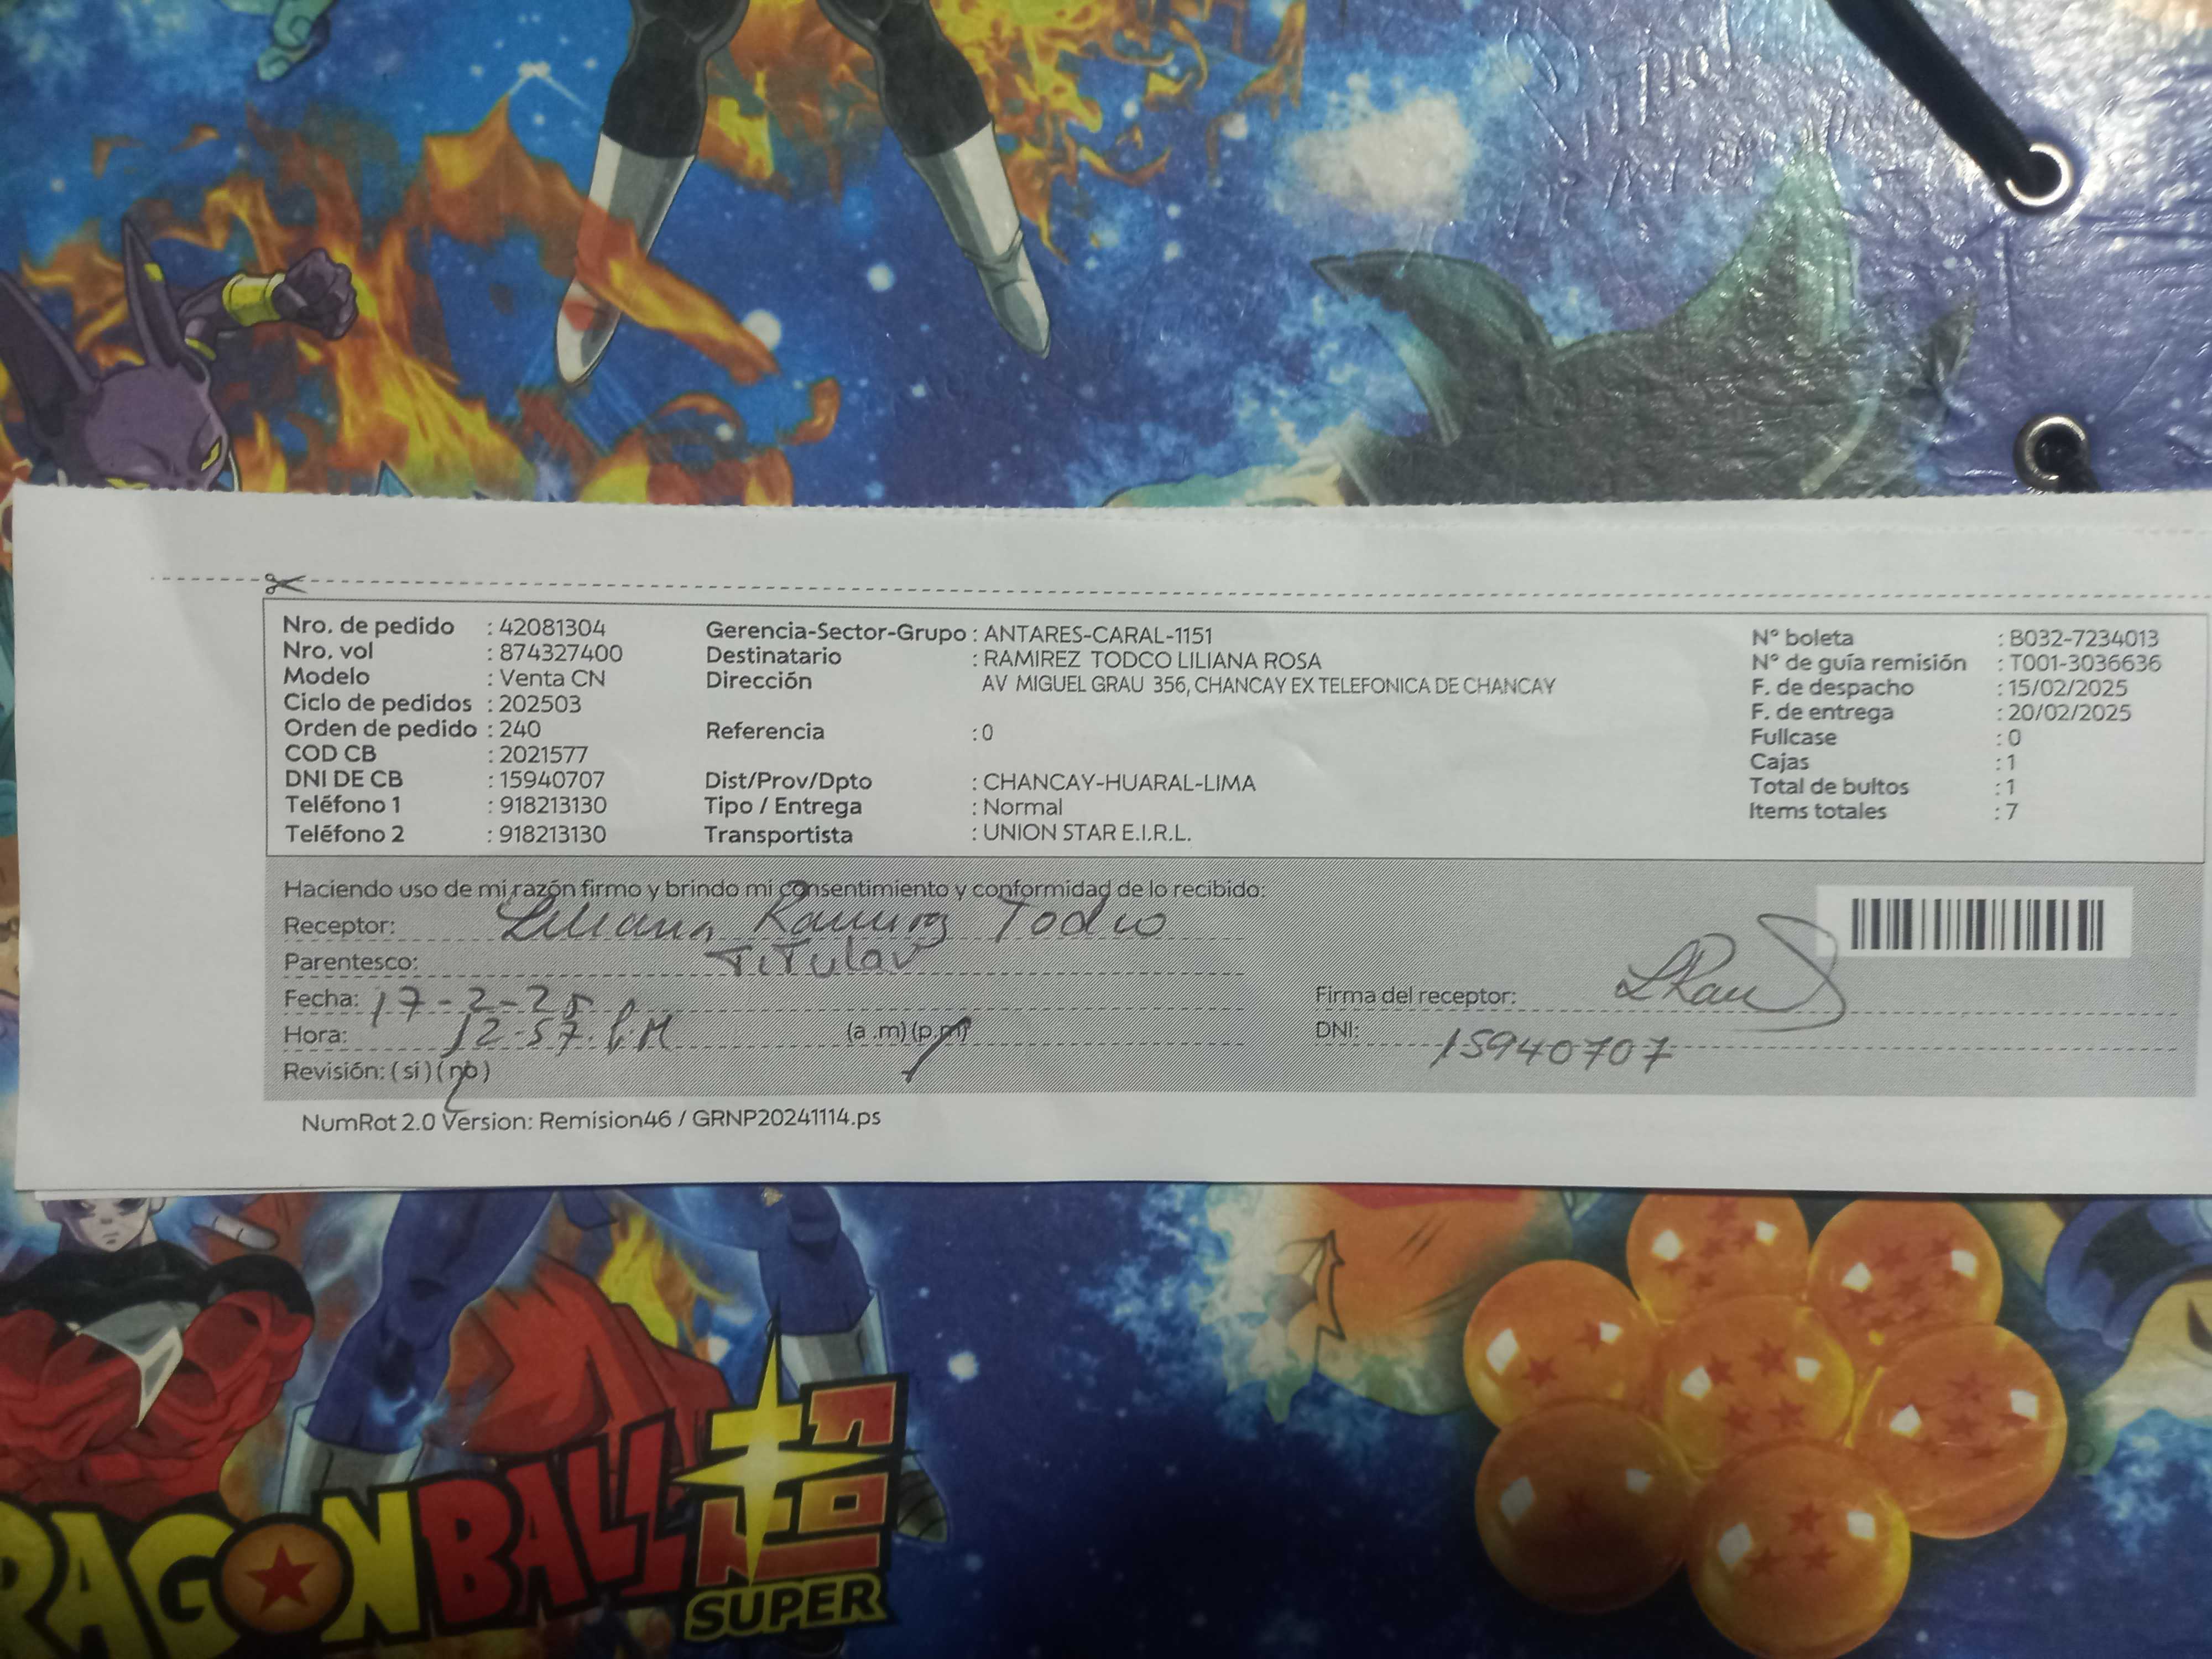 Nro. de pedido : 42081304
Nro. vol : 874327400
Modelo : Venta CN
Ciclo de pedidos : 202503
Orden de pedido : 240
COD CB : 2021577
DNI DE CB : 15940707
Teléfono 1 : 918213130
Teléfono 2 : 918213130
Gerencia-Sector-Grupo : ANTARES-CARAL-1151
Destinatario : RAMIREZ TODCO LILIANA ROSA
Dirección AV MIGUEL GRAU 356, CHANCAY EX TELEFONICA DE CHANCAY
Referencia : 0
Dist/Prov/Dpto : CHANCAY-HUARAL-LIMA
Tipo / Entrega : Normal
Transportista : UNION STAR E.I.R.L.
N° boleta : B032-7234013
N° de guía remisión : T001-3036636
F. de despacho : 15/02/2025
F. de entrega : 20/02/2025
Fullcase : 0
Cajas : 1
Total de bultos : 1
Items totales : 7
Haciendo uso de mi razón firmo y brindo mi consentimiento y conformidad de lo recibido:
Receptor: Liliana Ramirez Todco
Parentesco: Titular
Fecha: 17-2-25
Hora: 12-57. P.M (a .m) (p.m)
Revisión: ( si ) ( no )
Firma del receptor: LRam
DNI: 15940707
NumRot 2.0 Version: Remision46 / GRNP20241114.ps
RAGON BALL 超
SUPER